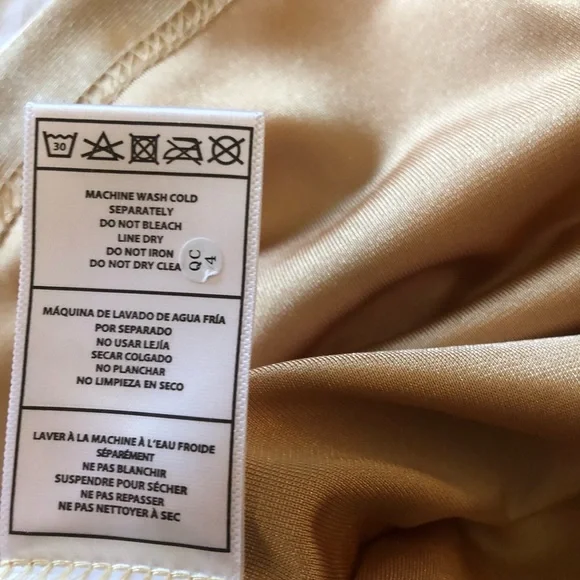 30
MACHINE WASH COLD
SEPARATELY
DO NOT BLEACH
LINE DRY
DO NOT IRON
DO NOT DRY CLEA
QC
4
MÁQUINA DE LAVADO DE AGUA FRÍA
POR SEPARADO
NO USAR LEJÍA
SECAR COLGADO
NO PLANCHAR
NO LIMPIEZA EN SECO
LAVER À LA MACHINE À L'EAU FROIDE
SÉPARÉMENT
NE PAS BLANCHIR
SUSPENDRE POUR SÉCHER
NE PAS REPASSER
NE PAS NETTOYER À SEC